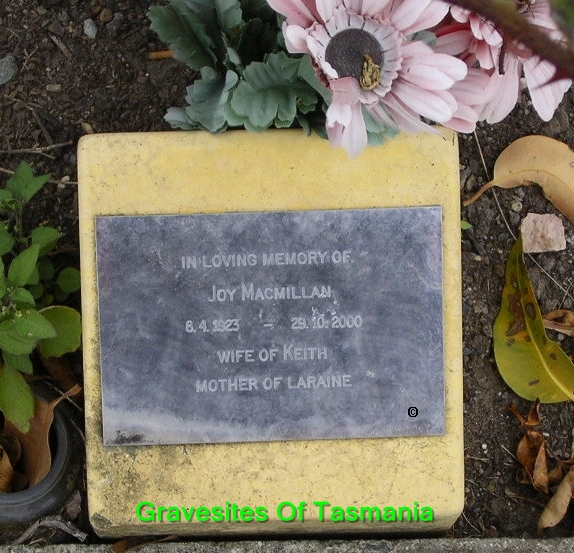 IN LOVING MEMORY OF
JOY MACMILLAN
8.4.1923 – 29.10.2000
WIFE OF KEITH
MOTHER OF LARAINE
©
Gravesites Of Tasmania